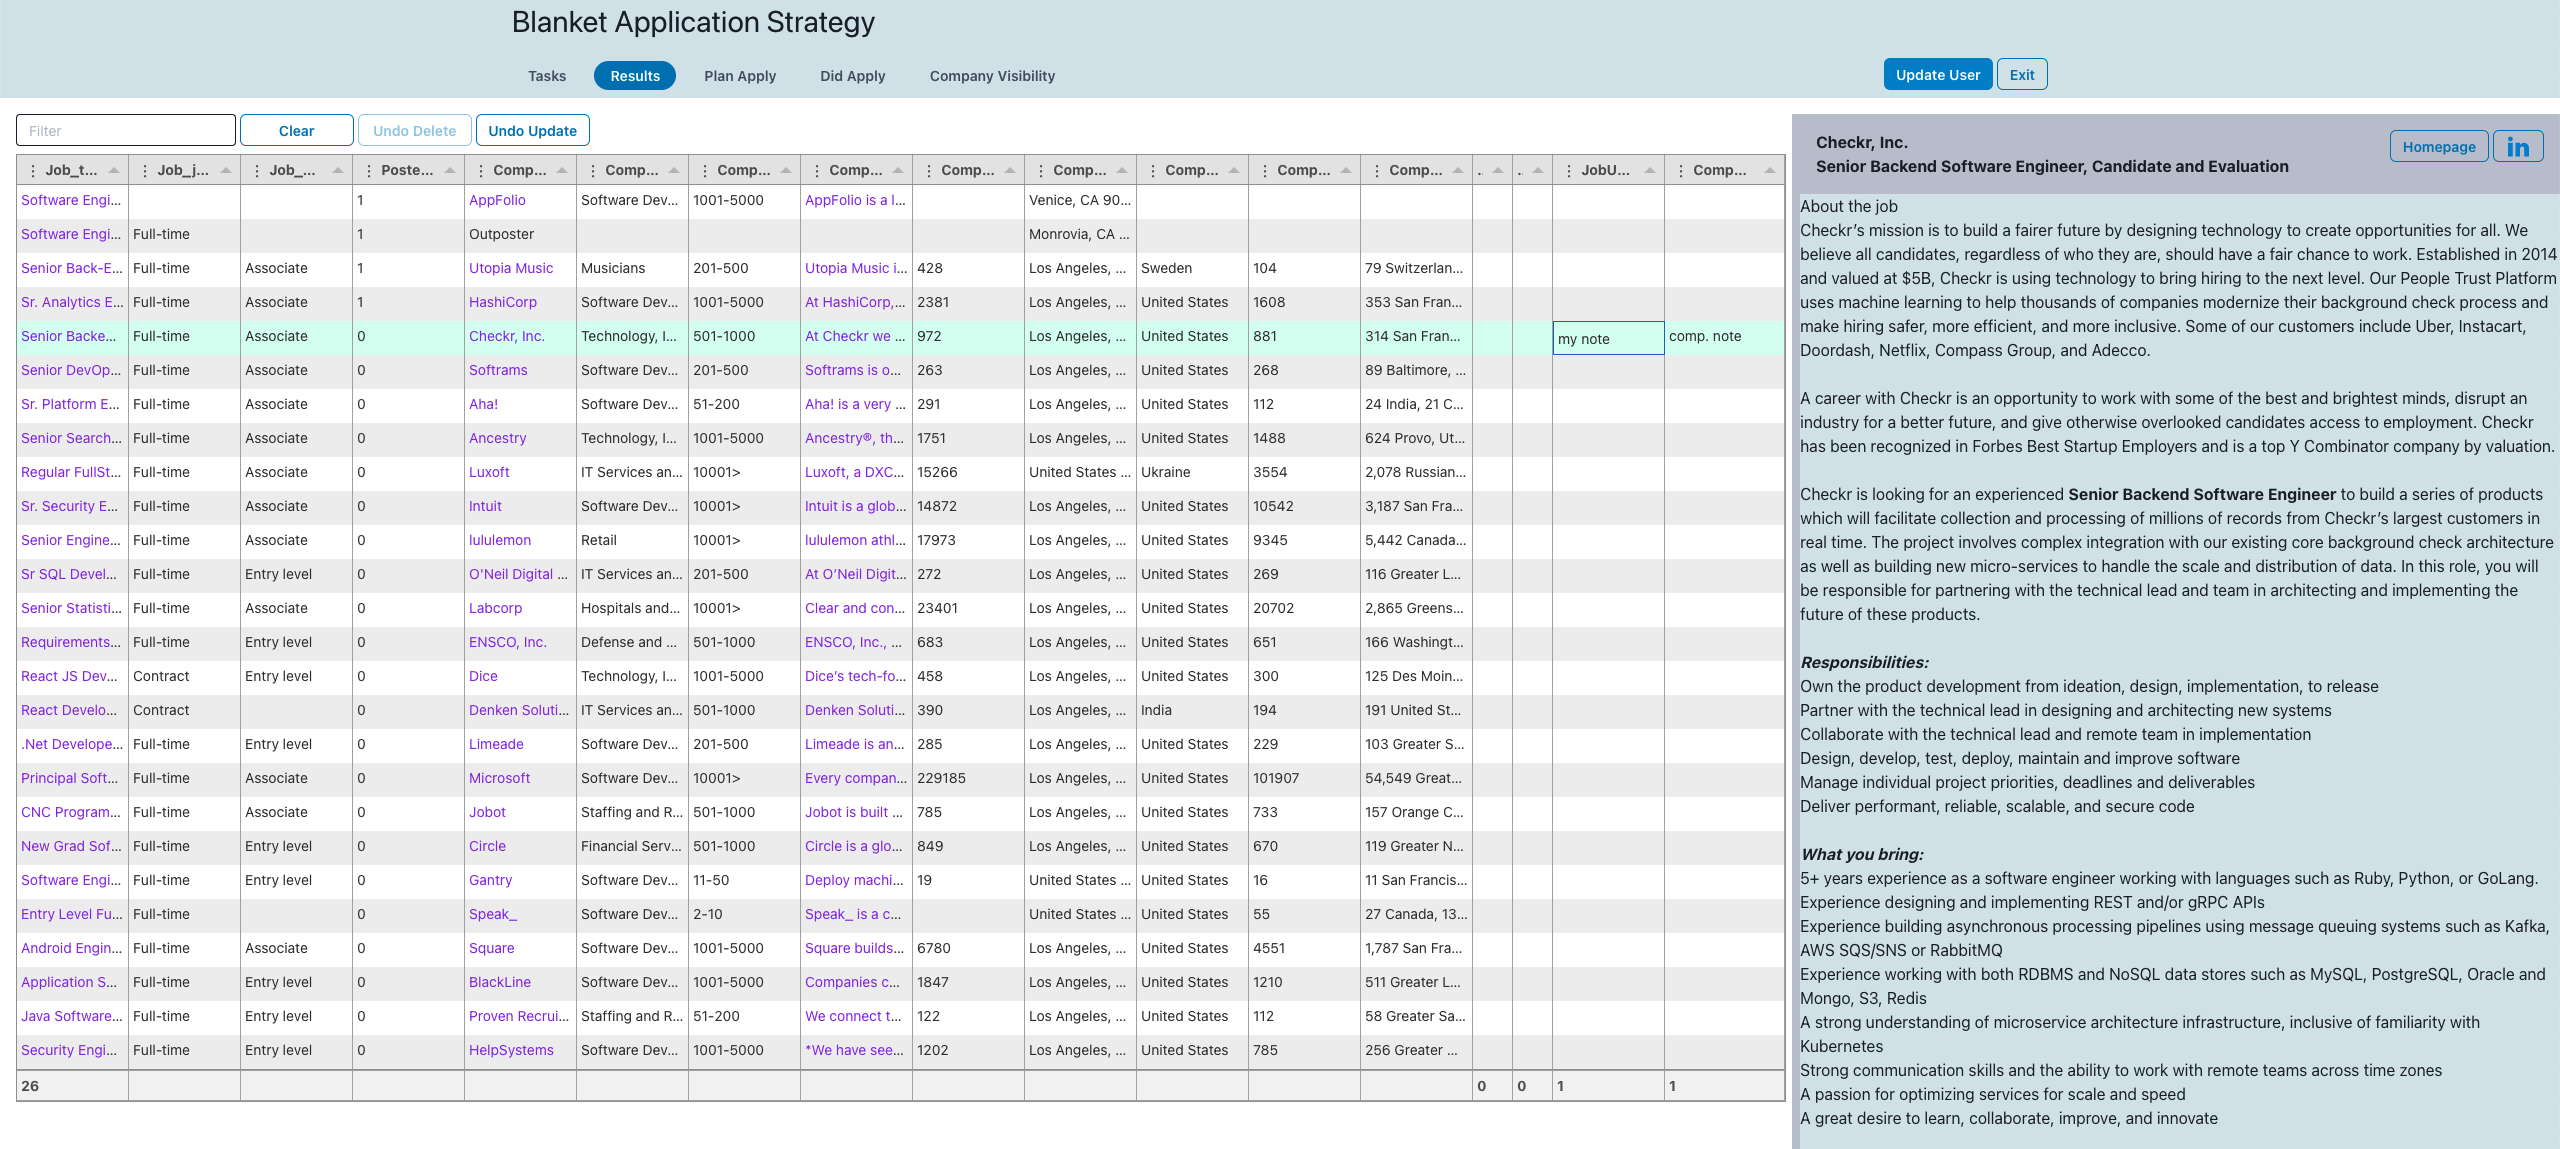 Blanket Application Strategy
Tasks Results Plan Apply Did Apply Company Visibility Update User Exit
Filter Clear Undo Delete Undo Update
Job_t... Job_j... Job_... Poste... Comp... Comp... Comp... Comp... Comp... Comp... Comp... Comp... Comp... . . JobU... Comp...
Software Engi... 1 AppFolio Software Dev... 1001-5000 AppFolio is a l... Venice, CA 90...
Software Engi... Full-time 1 Outposter Monrovia, CA ...
Senior Back-E... Full-time Associate 1 Utopia Music Musicians 201-500 Utopia Music i... 428 Los Angeles, ... Sweden 104 79 Switzerlan...
Sr. Analytics E... Full-time Associate 1 HashiCorp Software Dev... 1001-5000 At HashiCorp,... 2381 Los Angeles, ... United States 1608 353 San Fran...
Senior Backe... Full-time Associate 0 Checkr, Inc. Technology, I... 501-1000 At Checkr we ... 972 Los Angeles, ... United States 881 314 San Fran... my note comp. note
Senior DevOp... Full-time Associate 0 Softrams Software Dev... 201-500 Softrams is o... 263 Los Angeles, ... United States 268 89 Baltimore, ...
Sr. Platform E... Full-time Associate 0 Aha! Software Dev... 51-200 Aha! is a very ... 291 Los Angeles, ... United States 112 24 India, 21 C...
Senior Search... Full-time Associate 0 Ancestry Technology, I... 1001-5000 Ancestry®, th... 1751 Los Angeles, ... United States 1488 624 Provo, Ut...
Regular FullSt... Full-time Associate 0 Luxoft IT Services an... 10001> Luxoft, a DXC... 15266 United States ... Ukraine 3554 2,078 Russian...
Sr. Security E... Full-time Associate 0 Intuit Software Dev... 10001> Intuit is a glob... 14872 Los Angeles, ... United States 10542 3,187 San Fra...
Senior Engine... Full-time Associate 0 lululemon Retail 10001> lululemon athl... 17973 Los Angeles, ... United States 9345 5,442 Canada...
Sr SQL Devel... Full-time Entry level 0 O'Neil Digital ... IT Services an... 201-500 At O'Neil Digit... 272 Los Angeles, ... United States 269 116 Greater L...
Senior Statisti... Full-time Associate 0 Labcorp Hospitals and... 10001> Clear and con... 23401 Los Angeles, ... United States 20702 2,865 Greens...
Requirements... Full-time Entry level 0 ENSCO, Inc. Defense and ... 501-1000 ENSCO, Inc., ... 683 Los Angeles, ... United States 651 166 Washingt...
React JS Dev... Contract Entry level 0 Dice Technology, I... 1001-5000 Dice's tech-fo... 458 Los Angeles, ... United States 300 125 Des Moin...
React Develo... Contract 0 Denken Soluti... IT Services an... 501-1000 Denken Soluti... 390 Los Angeles, ... India 194 191 United St...
.Net Develope... Full-time Entry level 0 Limeade Software Dev... 201-500 Limeade is an... 285 Los Angeles, ... United States 229 103 Greater S...
Principal Soft... Full-time Associate 0 Microsoft Software Dev... 10001> Every compan... 229185 Los Angeles, ... United States 101907 54,549 Great...
CNC Program... Full-time Associate 0 Jobot Staffing and R... 501-1000 Jobot is built ... 785 Los Angeles, ... United States 733 157 Orange C...
New Grad Sof... Full-time Entry level 0 Circle Financial Serv... 501-1000 Circle is a glo... 849 Los Angeles, ... United States 670 119 Greater N...
Software Engi... Full-time Entry level 0 Gantry Software Dev... 11-50 Deploy machi... 19 United States ... United States 16 11 San Francis...
Entry Level Fu... Full-time 0 Speak_ Software Dev... 2-10 Speak_ is a c... United States ... United States 55 27 Canada, 13...
Android Engin... Full-time Associate 0 Square Software Dev... 1001-5000 Square builds... 6780 Los Angeles, ... United States 4551 1,787 San Fra...
Application S... Full-time Entry level 0 BlackLine Software Dev... 1001-5000 Companies c... 1847 Los Angeles, ... United States 1210 511 Greater L...
Java Software... Full-time Entry level 0 Proven Recrui... Staffing and R... 51-200 We connect t... 122 Los Angeles, ... United States 112 58 Greater Sa...
Security Engi... Full-time Entry level 0 HelpSystems Software Dev... 1001-5000 *We have see... 1202 Los Angeles, ... United States 785 256 Greater ...
26 0 0 1 1
Checkr, Inc.
Senior Backend Software Engineer, Candidate and Evaluation
Homepage in
About the job
Checkr's mission is to build a fairer future by designing technology to create opportunities for all. We
believe all candidates, regardless of who they are, should have a fair chance to work. Established in 2014
and valued at $5B, Checkr is using technology to bring hiring to the next level. Our People Trust Platform
uses machine learning to help thousands of companies modernize their background check process and
make hiring safer, more efficient, and more inclusive. Some of our customers include Uber, Instacart,
Doordash, Netflix, Compass Group, and Adecco.
A career with Checkr is an opportunity to work with some of the best and brightest minds, disrupt an
industry for a better future, and give otherwise overlooked candidates access to employment. Checkr
has been recognized in Forbes Best Startup Employers and is a top Y Combinator company by valuation.
Checkr is looking for an experienced Senior Backend Software Engineer to build a series of products
which will facilitate collection and processing of millions of records from Checkr's largest customers in
real time. The project involves complex integration with our existing core background check architecture
as well as building new micro-services to handle the scale and distribution of data. In this role, you will
be responsible for partnering with the technical lead and team in architecting and implementing the
future of these products.
Responsibilities:
Own the product development from ideation, design, implementation, to release
Partner with the technical lead in designing and architecting new systems
Collaborate with the technical lead and remote team in implementation
Design, develop, test, deploy, maintain and improve software
Manage individual project priorities, deadlines and deliverables
Deliver performant, reliable, scalable, and secure code
What you bring:
5+ years experience as a software engineer working with languages such as Ruby, Python, or GoLang.
Experience designing and implementing REST and/or gRPC APIs
Experience building asynchronous processing pipelines using message queuing systems such as Kafka,
AWS SQS/SNS or RabbitMQ
Experience working with both RDBMS and NoSQL data stores such as MySQL, PostgreSQL, Oracle and
Mongo, S3, Redis
A strong understanding of microservice architecture infrastructure, inclusive of familiarity with
Kubernetes
Strong communication skills and the ability to work with remote teams across time zones
A passion for optimizing services for scale and speed
A great desire to learn, collaborate, improve, and innovate